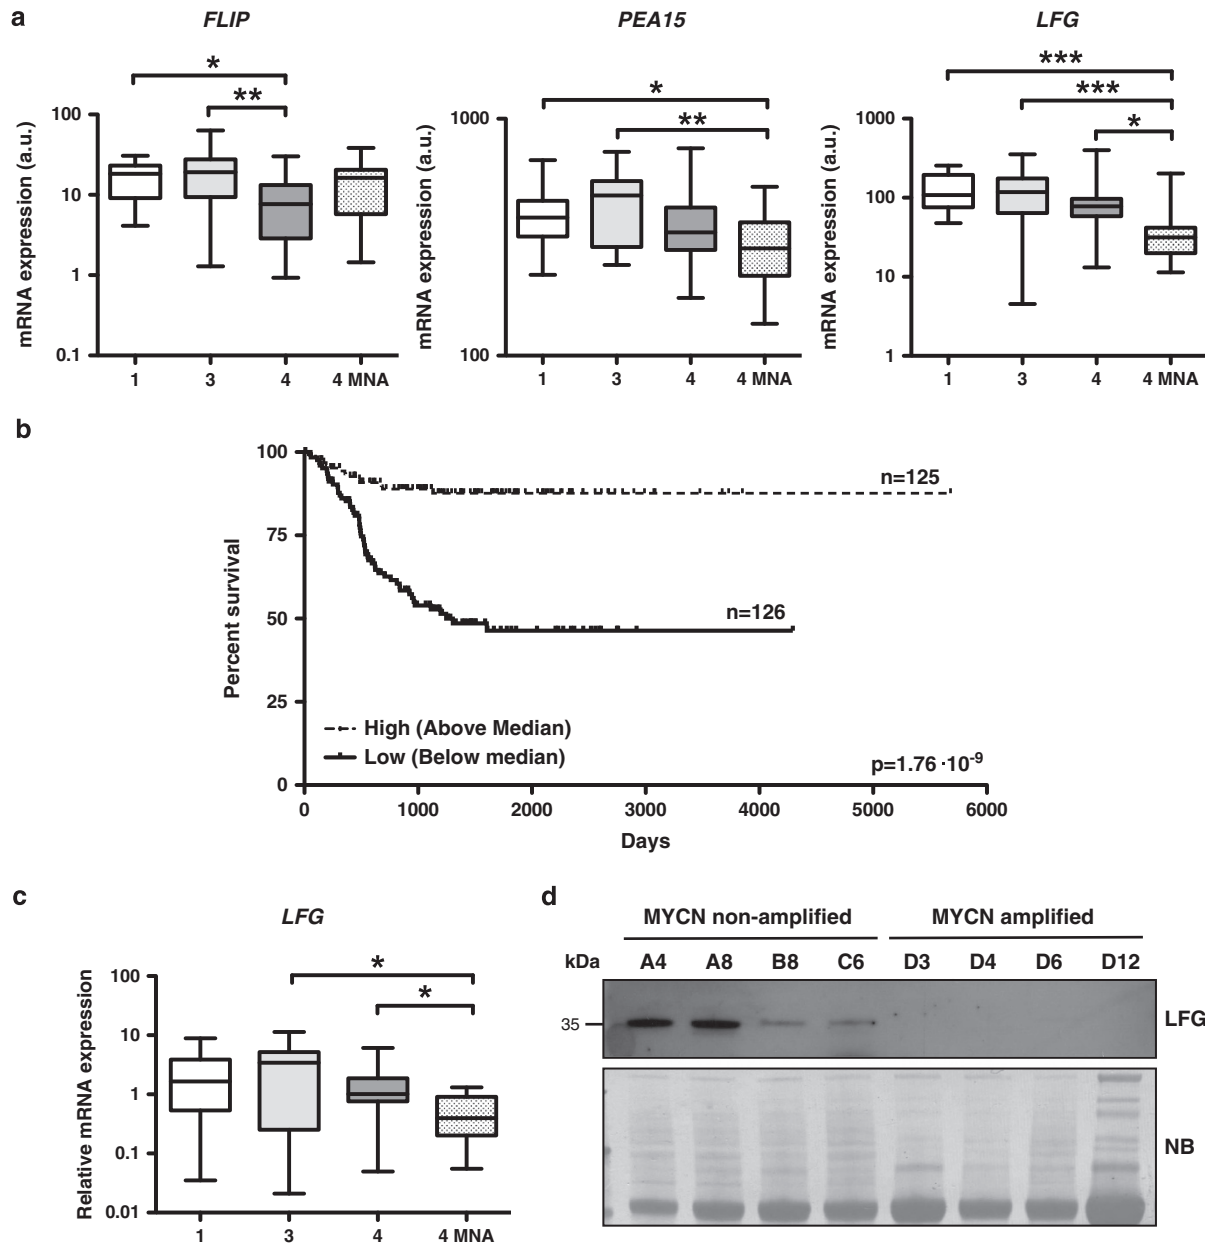 a
FLIP
PEA15
LFG
mRNA expression (a.u.)
100
10
1
0.1
*
**
1 3 4 4 MNA
mRNA expression (a.u.)
1000
100
*
**
1 3 4 4 MNA
mRNA expression (a.u.)
1000
100
10
1
***
***
*
1 3 4 4 MNA
b
Percent survival
100
75
50
25
0
n=125
n=126
High (Above Median)
Low (Below median)
p=1.76·10-9
0 1000 2000 3000 4000 5000 6000
Days
c
LFG
Relative mRNA expression
100
10
1
0.1
0.01
*
*
1 3 4 4 MNA
d
MYCN non-amplified MYCN amplified
kDa A4 A8 B8 C6 D3 D4 D6 D12
35
LFG
NB